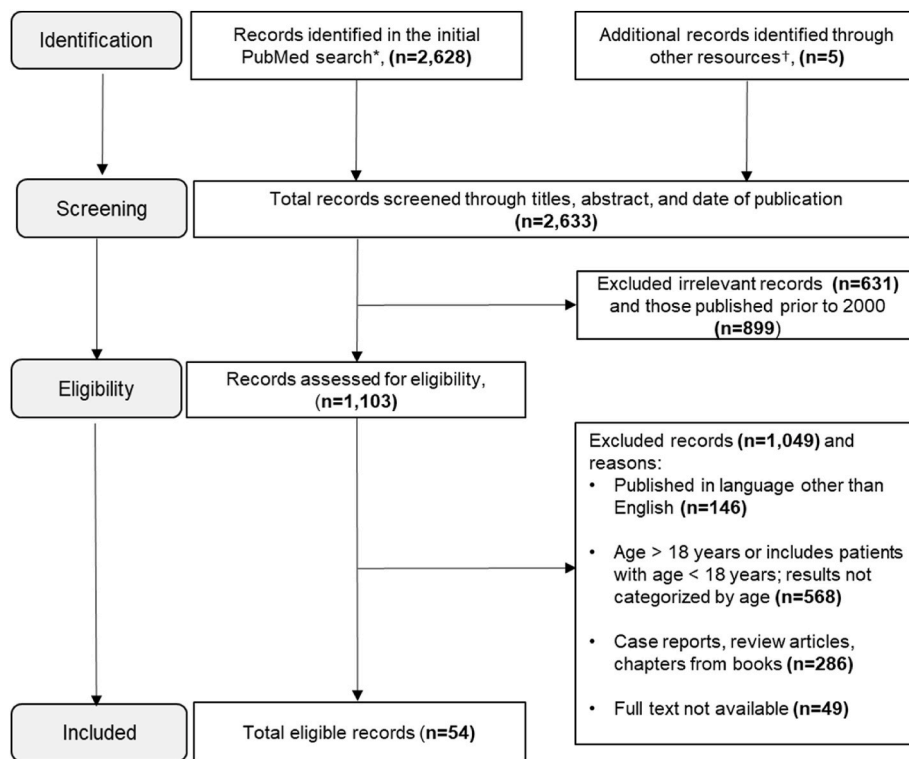 Identification
Records identified in the initial
PubMed search*, (n=2,628)
Additional records identified through
other resources†, (n=5)
Screening
Total records screened through titles, abstract, and date of publication
(n=2,633)
Excluded irrelevant records (n=631)
and those published prior to 2000
(n=899)
Eligibility
Records assessed for eligibility,
(n=1,103)
Excluded records (n=1,049) and
reasons:
• Published in language other than
English (n=146)
• Age > 18 years or includes patients
with age < 18 years; results not
categorized by age (n=568)
• Case reports, review articles,
chapters from books (n=286)
• Full text not available (n=49)
Included
Total eligible records (n=54)